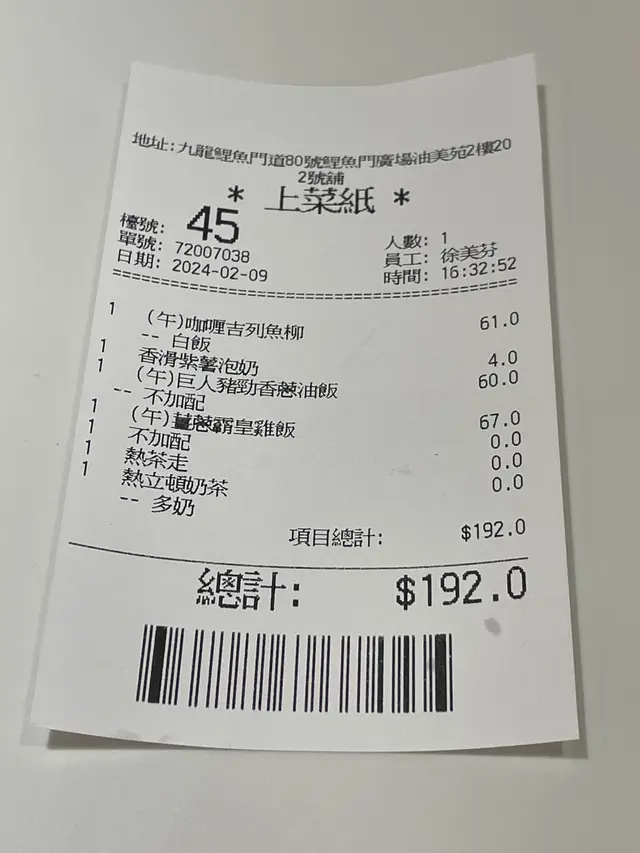 地址:九龍鯉魚門道80號鯉魚門廣場油美苑2樓20
2號舖
* 上菜紙 *
檯號: 45
人數: 1
單號: 72007038
員工: 徐美芬
日期: 2024-02-09
時間: 16:32:52
1 (午)咖喱吉列魚柳 61.0
-- 白飯
1 香滑紫薯泡奶 4.0
1 (午)巨人豬勁香蔥油飯 60.0
-- 不加配
1 (午)薑蔥霸皇雞飯 67.0
1 不加配 0.0
1 熱茶走 0.0
1 熱立頓奶茶 0.0
-- 多奶
項目總計: $192.0
總計: $192.0